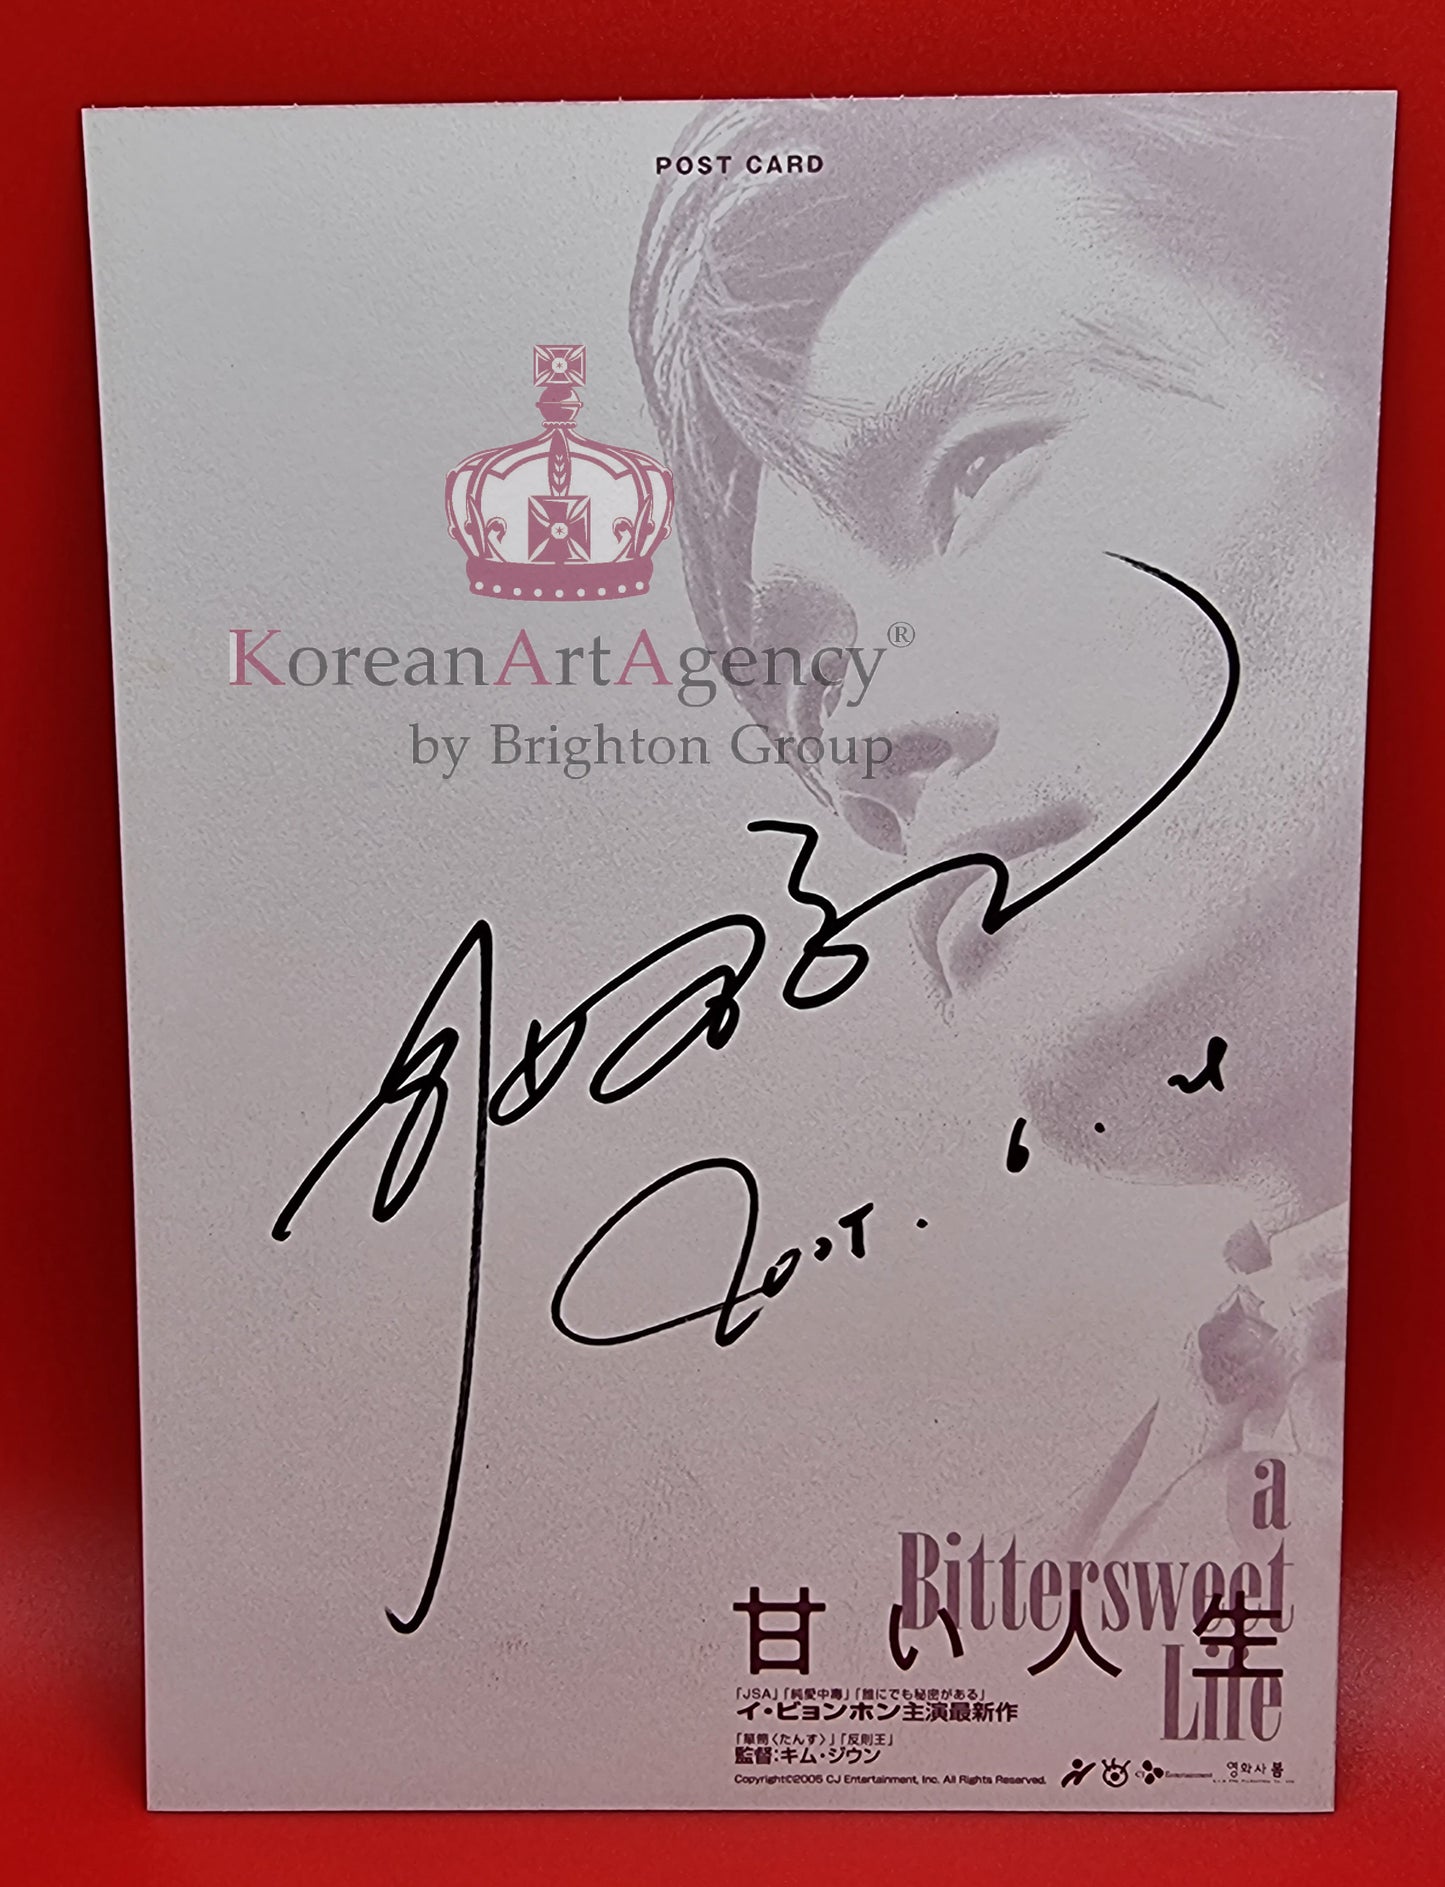 POST CARD
KoreanArtAgency®
by Brighton Group
a
Bittersweet
Life
甘い人生
「JSA」「純愛中毒」「誰にでも秘密がある」
イ・ビョンホン主演最新作
「箪笥〈たんす〉」「反則王」
監督:キム・ジウン
Copyright©2005 CJ Entertainment, Inc. All Rights Reserved.
CJ Entertainment
영화사 봄